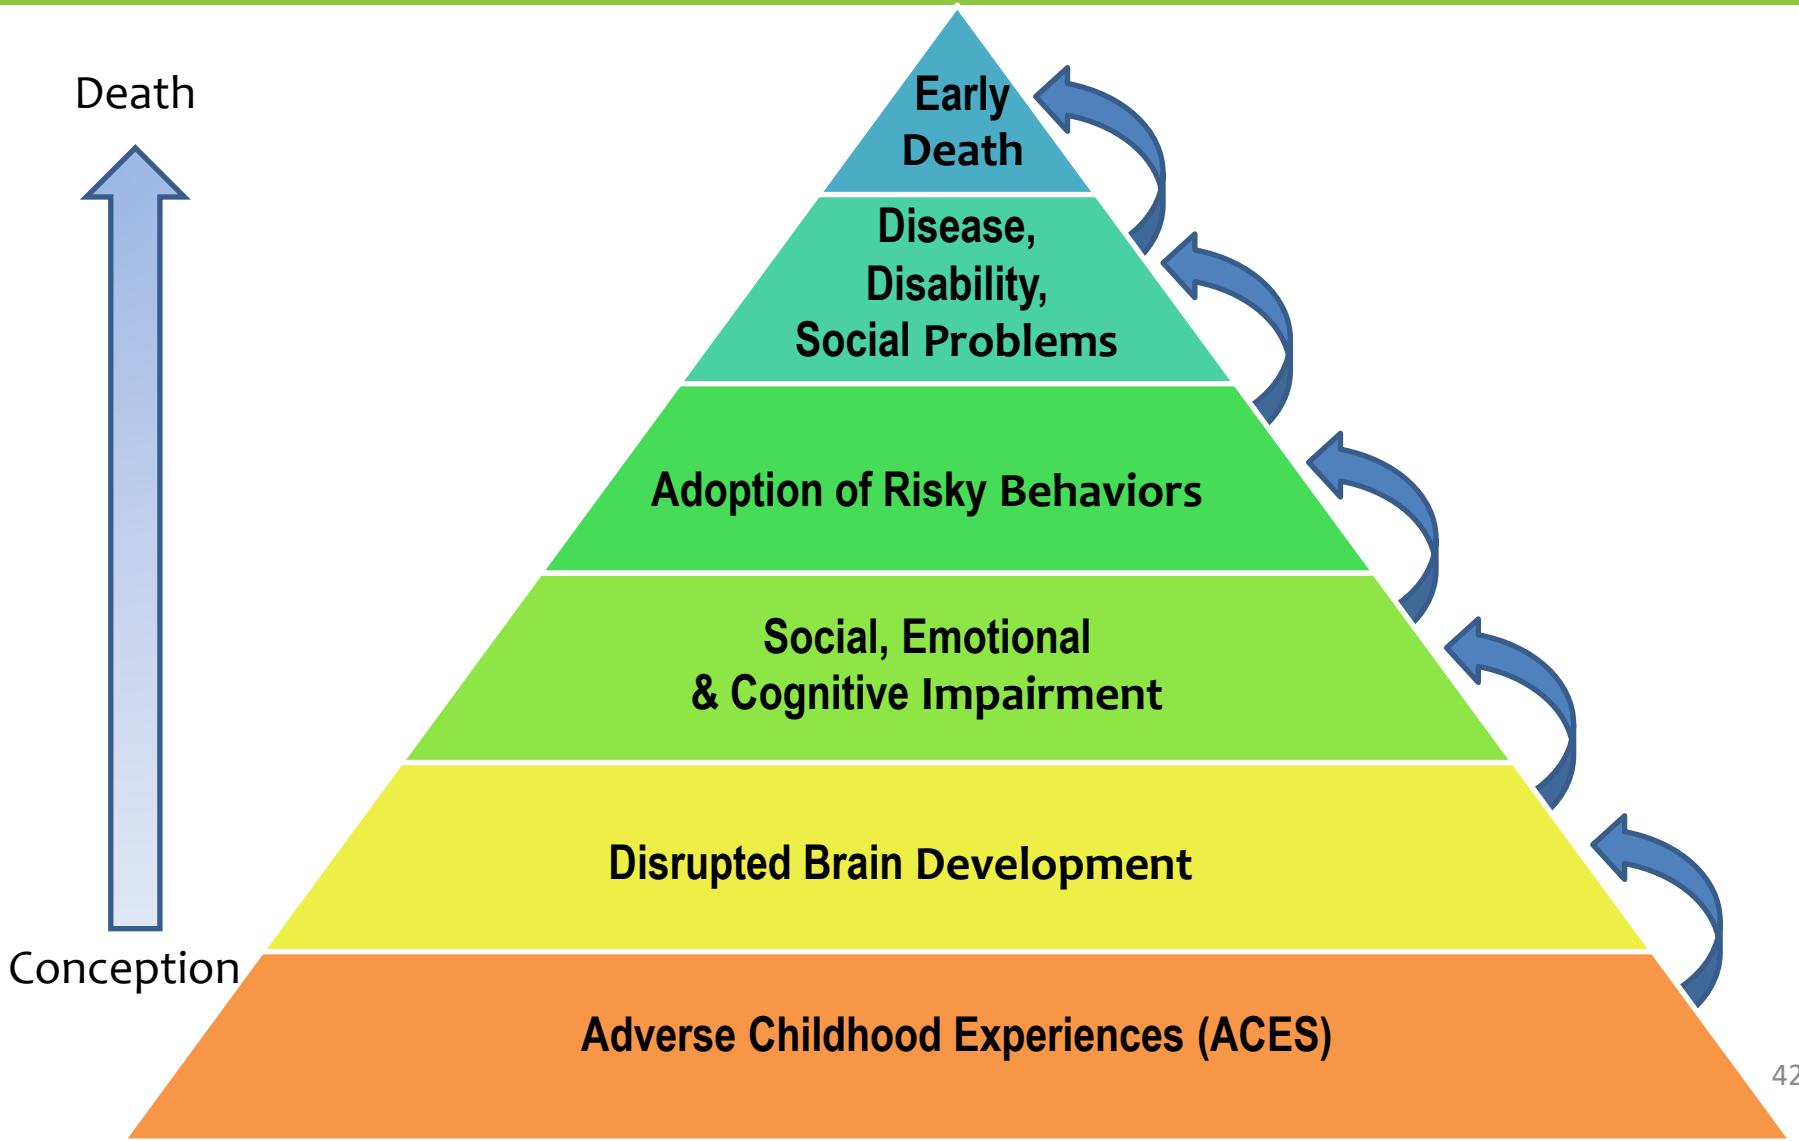 Death
Early
Death
Disease,
Disability,
Social Problems
Adoption of Risky Behaviors
Social, Emotional
& Cognitive Impairment
Disrupted Brain Development
Conception
Adverse Childhood Experiences (ACES)
42